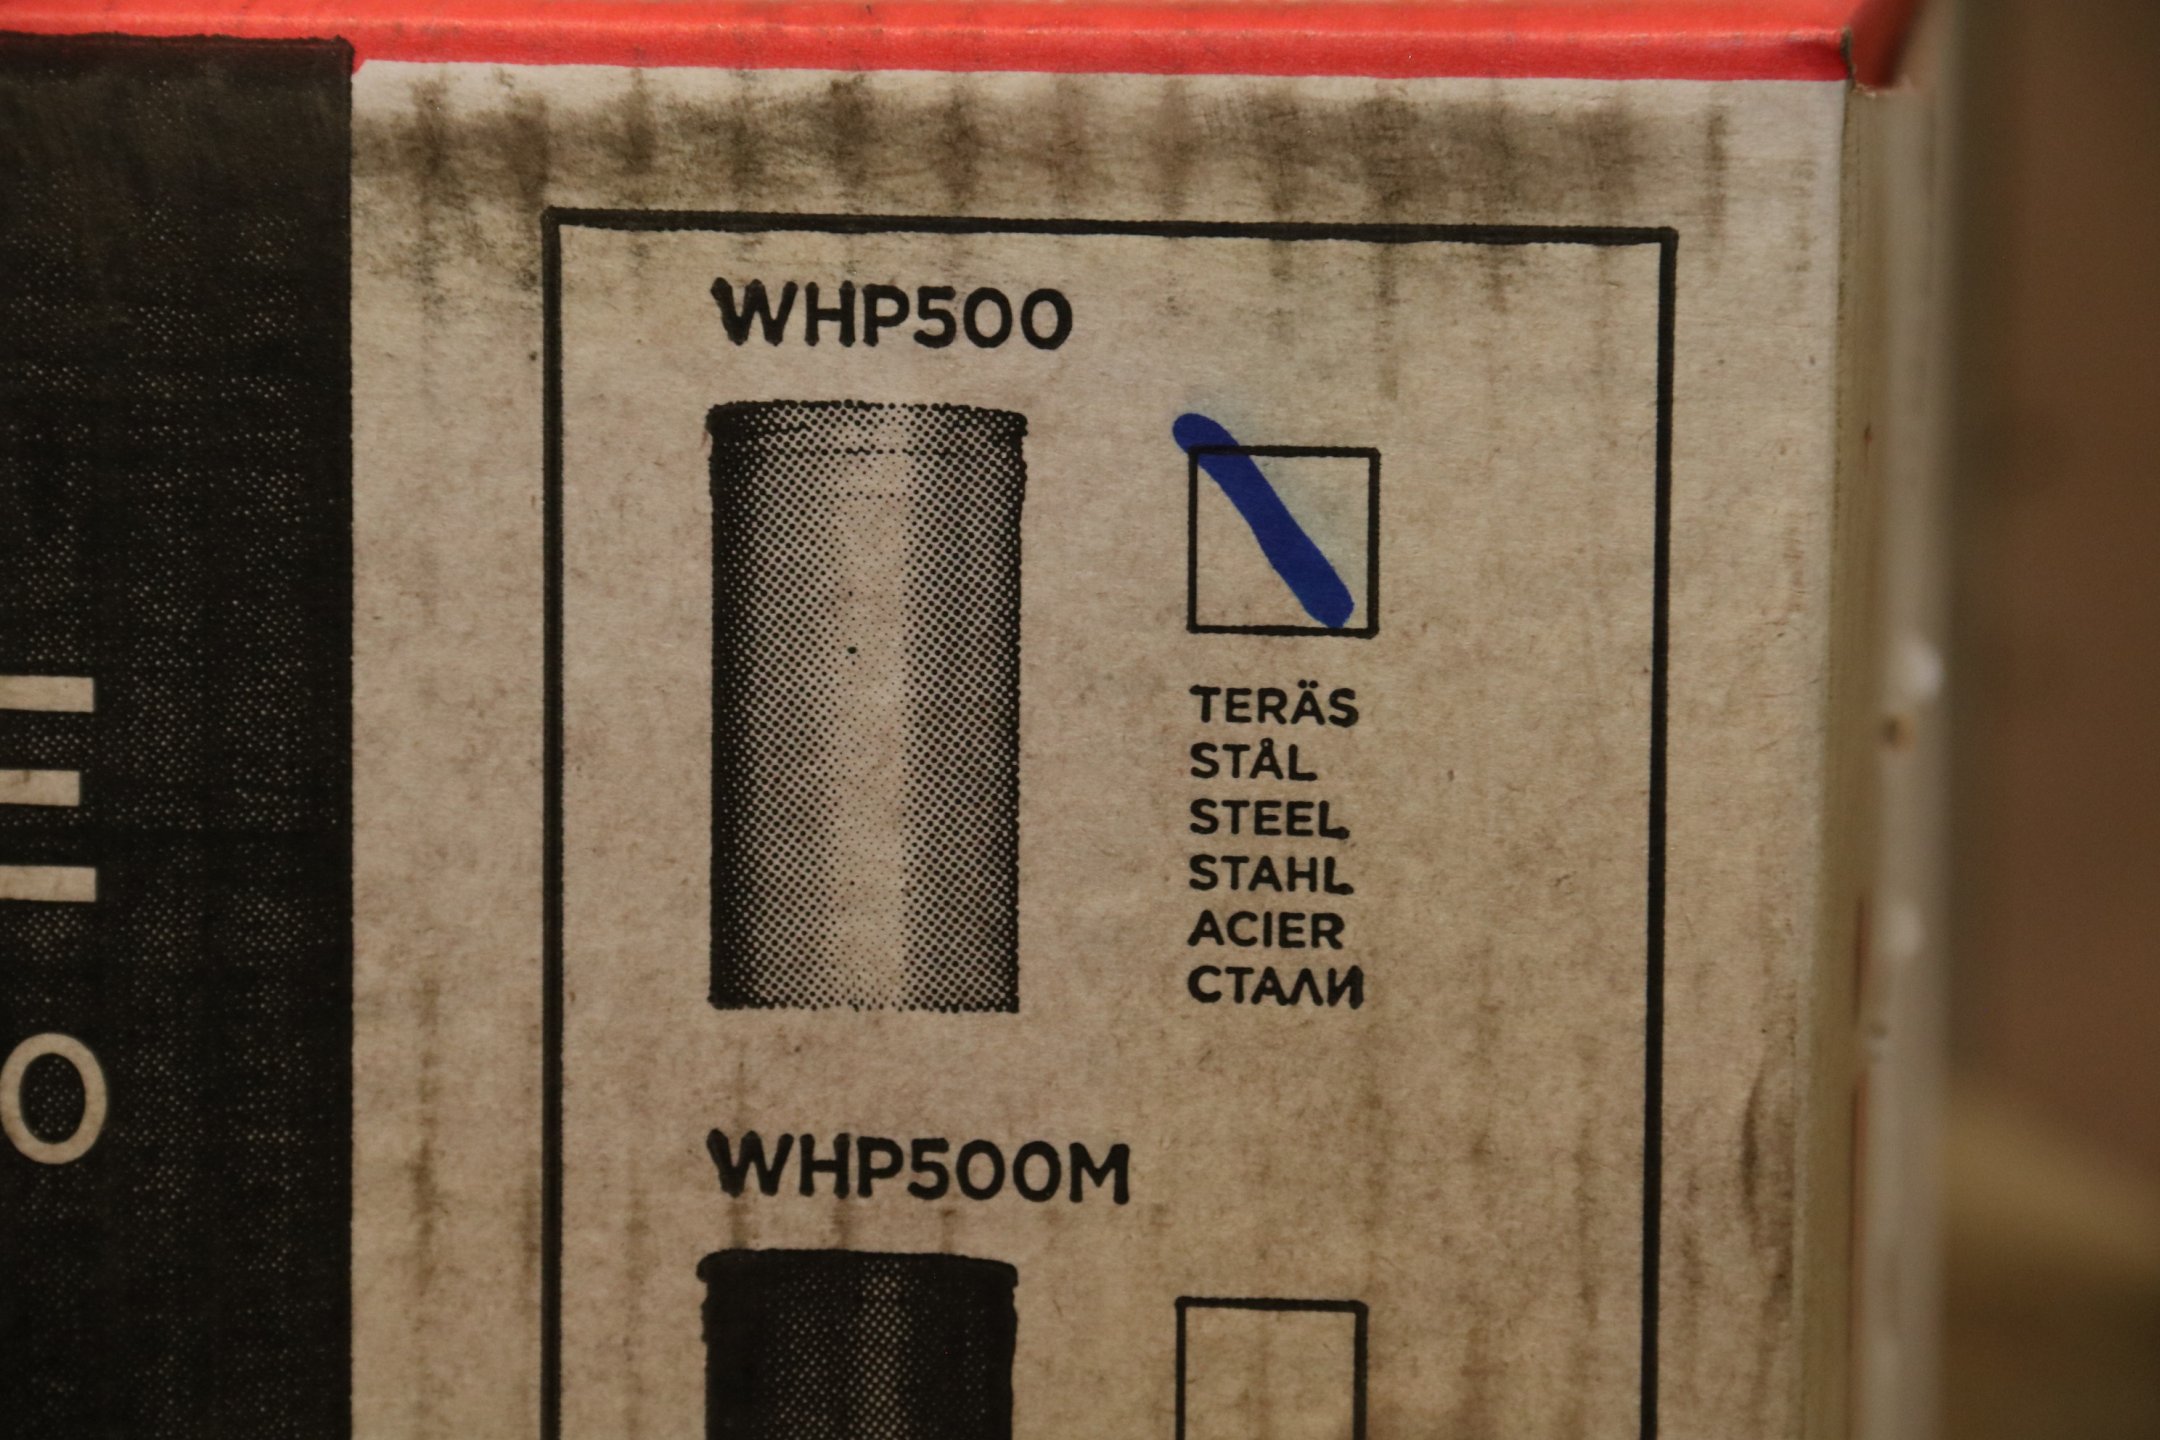 WHP500
TERÄS
STÅL
STEEL
STAHL
ACIER
СТАЛИ
WHP500M
E
O